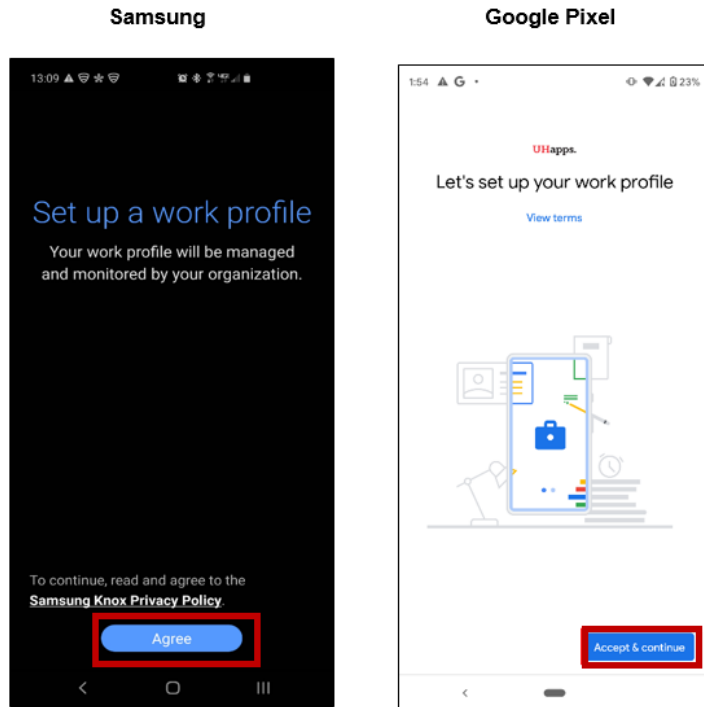 Samsung
Google Pixel
13:09
Set up a work profile
Your work profile will be managed
and monitored by your organization.
To continue, read and agree to the
Samsung Knox Privacy Policy.
Agree
1:54 G
23%
UHapps.
Let's set up your work profile
View terms
Accept & continue